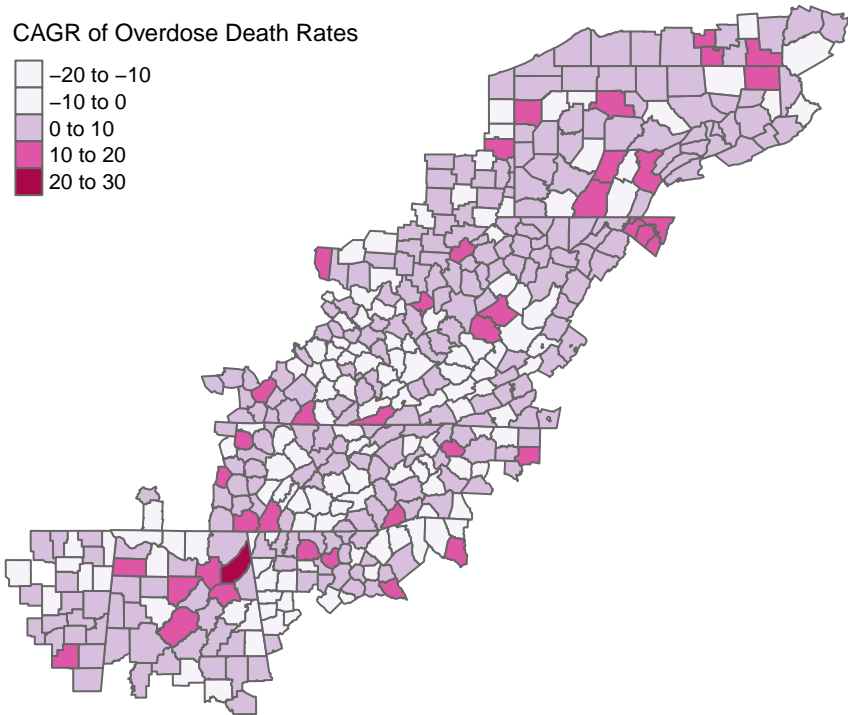 CAGR of Overdose Death Rates
−20 to −10
−10 to 0
0 to 10
10 to 20
20 to 30